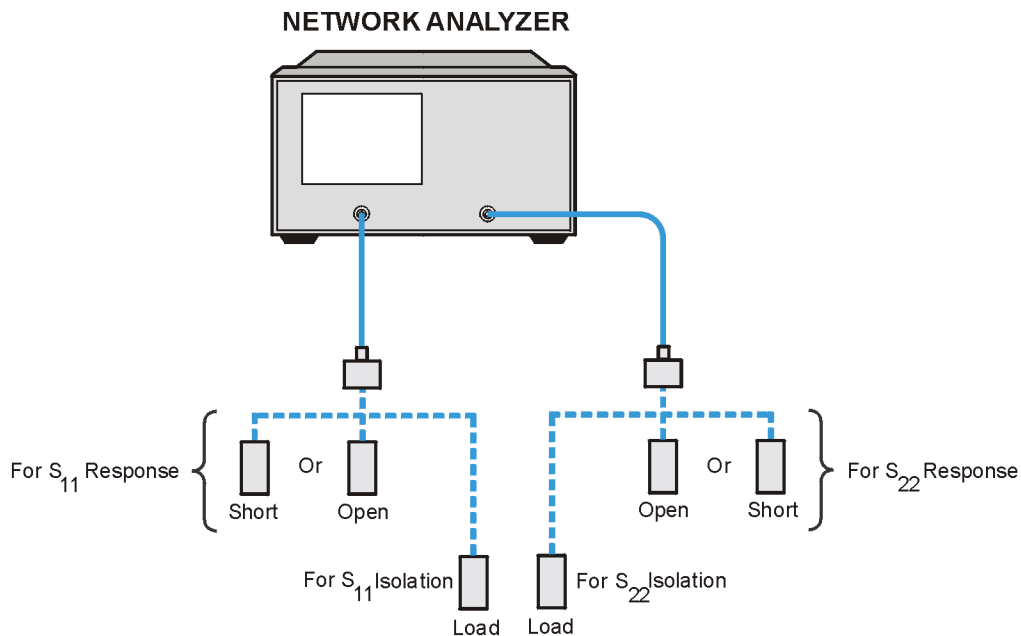 NETWORK ANALYZER
For S11 Response
Short
Or
Open
Open
Or
Short
For S22 Response
For S11 Isolation
Load
For S22 Isolation
Load